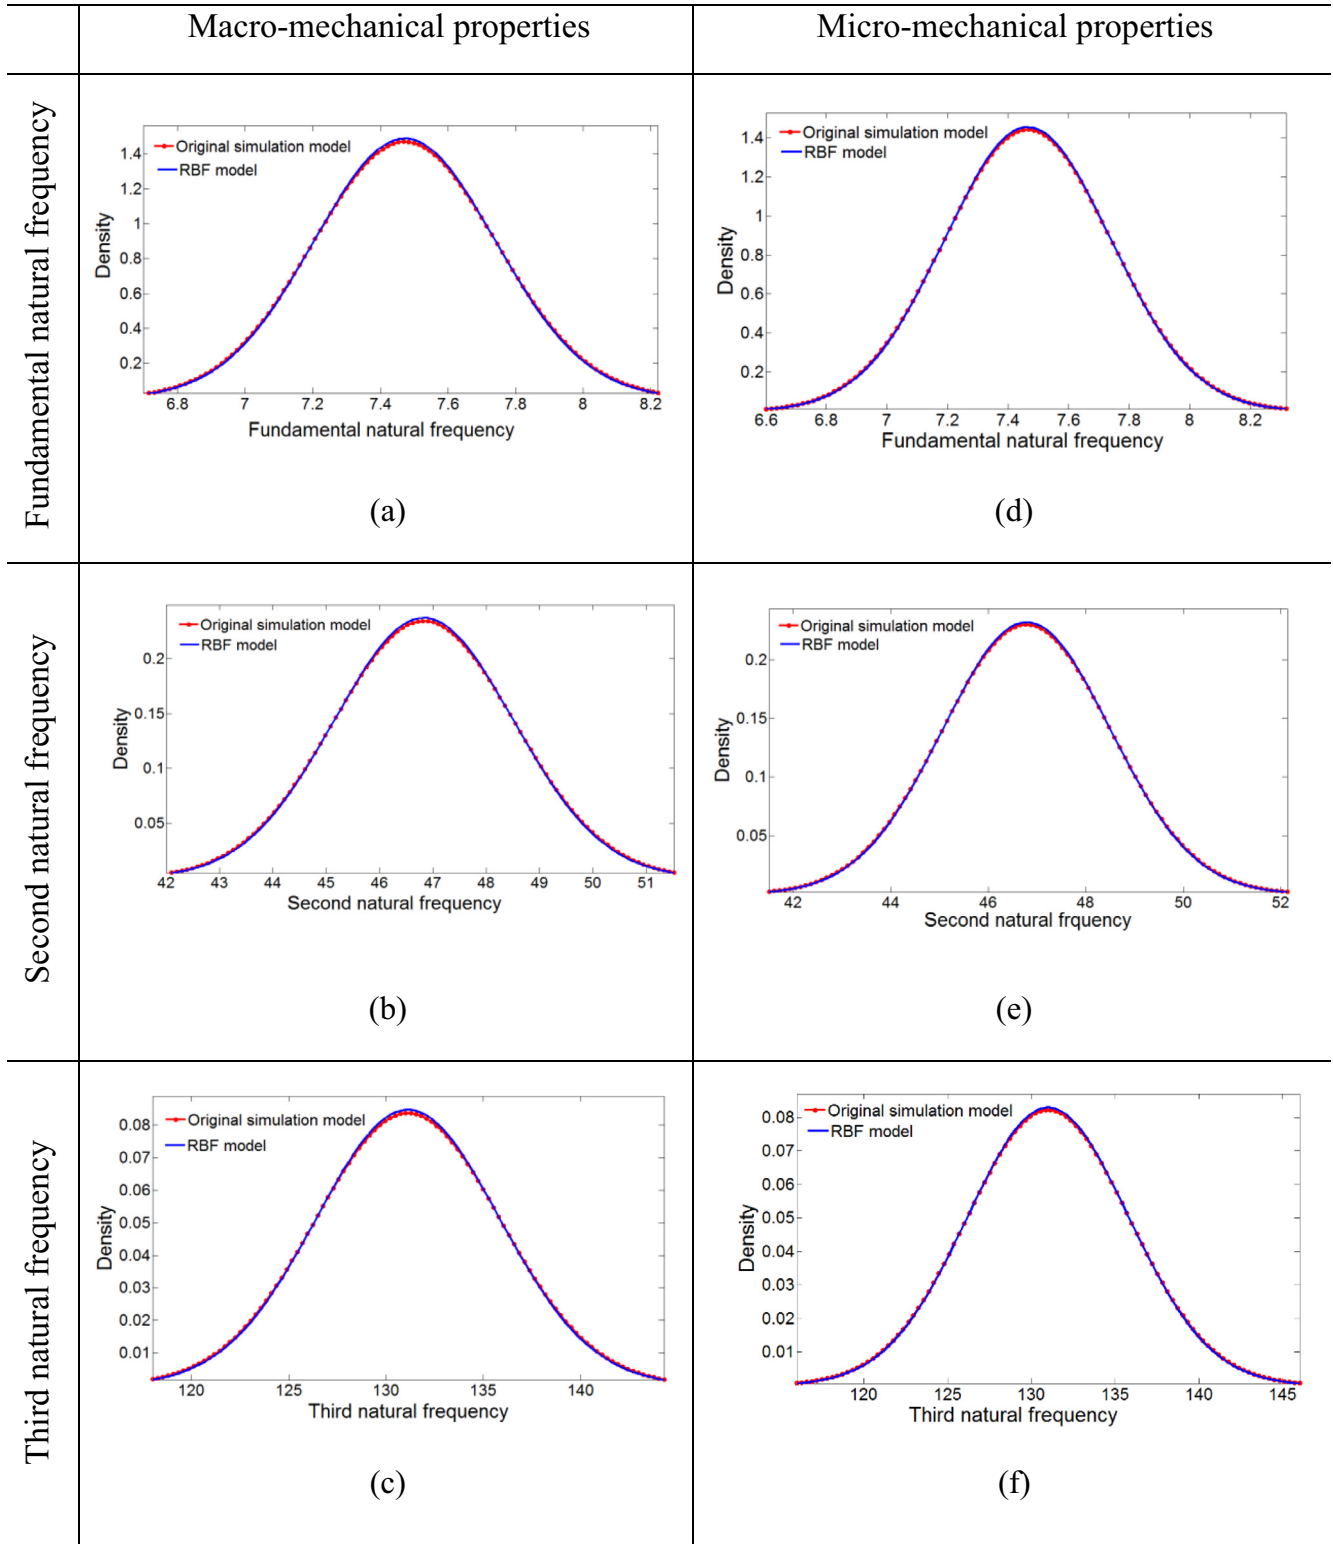 Macro-mechanical properties
Micro-mechanical properties
Fundamental natural frequency
Original simulation model
RBF model
Density
1.4
1.2
1
0.8
0.6
0.4
0.2
6.8 7 7.2 7.4 7.6 7.8 8 8.2
Fundamental natural frequency
(a)
Original simulation model
RBF model
Density
1.4
1.2
1
0.8
0.6
0.4
0.2
6.6 6.8 7 7.2 7.4 7.6 7.8 8 8.2
Fundamental natural frequency
(d)
Second natural frequency
Original simulation model
RBF model
Density
0.2
0.15
0.1
0.05
42 43 44 45 46 47 48 49 50 51
Second natural frequency
(b)
Original simulation model
RBF model
Density
0.2
0.15
0.1
0.05
42 44 46 48 50 52
Second natural frquency
(e)
Third natural frequency
Original simulation model
RBF model
Density
0.08
0.07
0.06
0.05
0.04
0.03
0.02
0.01
120 125 130 135 140
Third natural frequency
(c)
Original simulation model
RBF model
Density
0.08
0.07
0.06
0.05
0.04
0.03
0.02
0.01
120 125 130 135 140 145
Third natural frequency
(f)